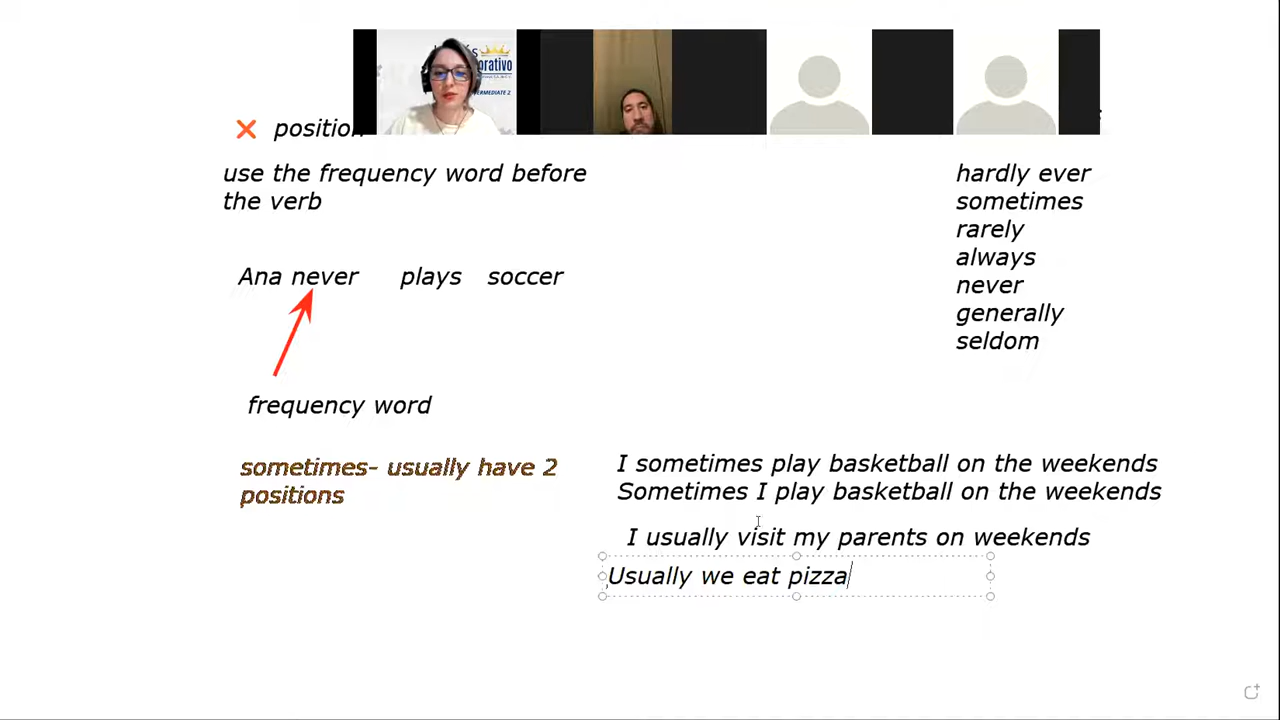 position
use the frequency word before
the verb
Ana never plays soccer
frequency word
sometimes- usually have 2
positions
hardly ever
sometimes
rarely
always
never
generally
seldom
I sometimes play basketball on the weekends
Sometimes I play basketball on the weekends
I usually visit my parents on weekends
Usually we eat pizza